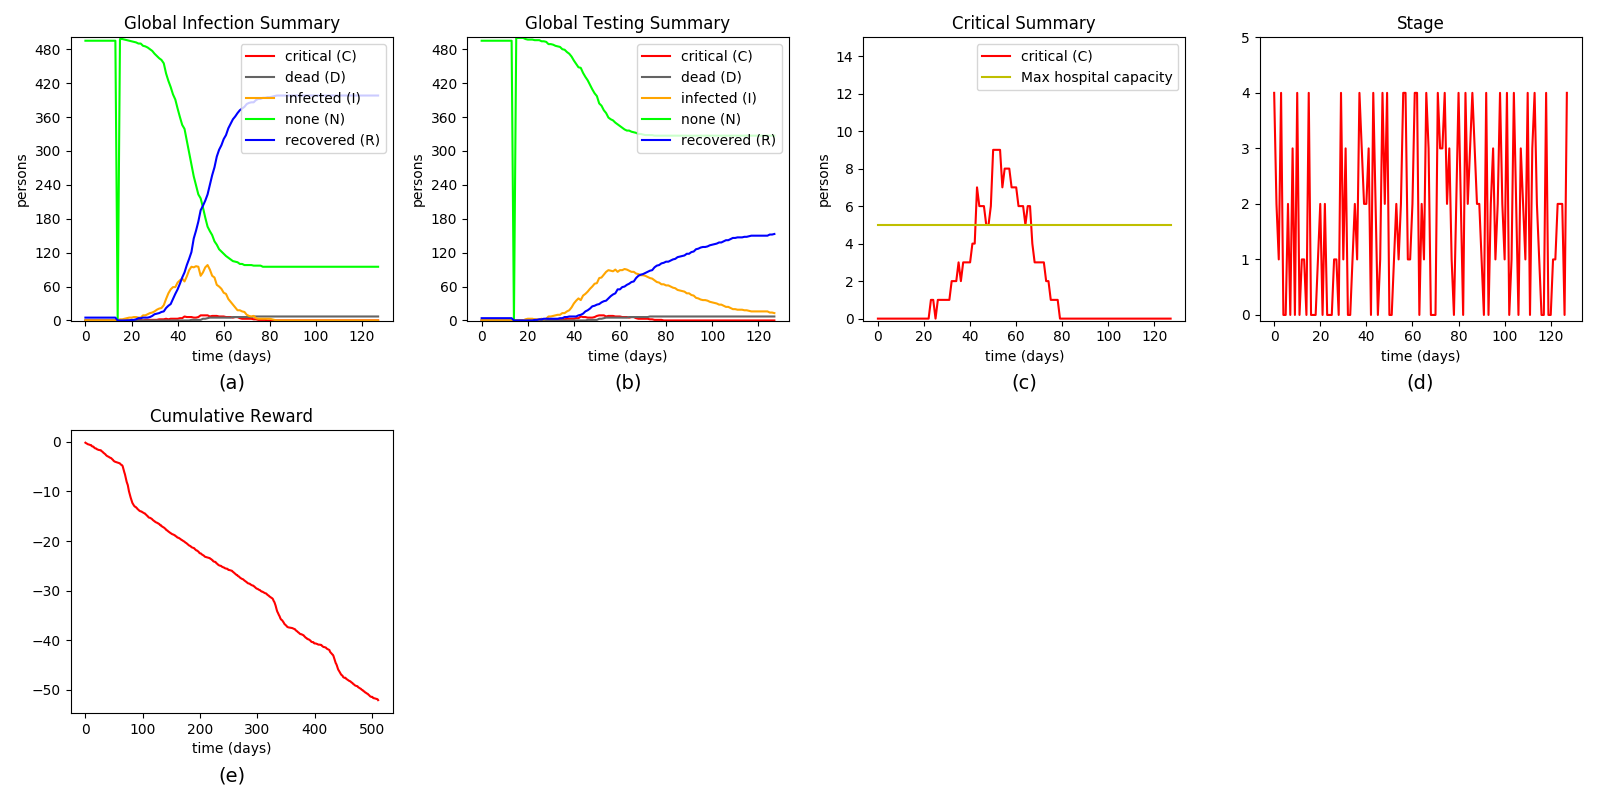 Global Infection Summary
persons
480
420
360
300
240
180
120
60
0
critical (C)
dead (D)
infected (I)
none (N)
recovered (R)
0 20 40 60 80 100 120
time (days)
(a)
Global Testing Summary
persons
480
420
360
300
240
180
120
60
0
critical (C)
dead (D)
infected (I)
none (N)
recovered (R)
0 20 40 60 80 100 120
time (days)
(b)
Critical Summary
persons
14
12
10
8
6
4
2
0
critical (C)
Max hospital capacity
0 20 40 60 80 100 120
time (days)
(c)
Stage
5
4
3
2
1
0
0 20 40 60 80 100 120
time (days)
(d)
Cumulative Reward
0
−10
−20
−30
−40
−50
0 100 200 300 400 500
time (days)
(e)